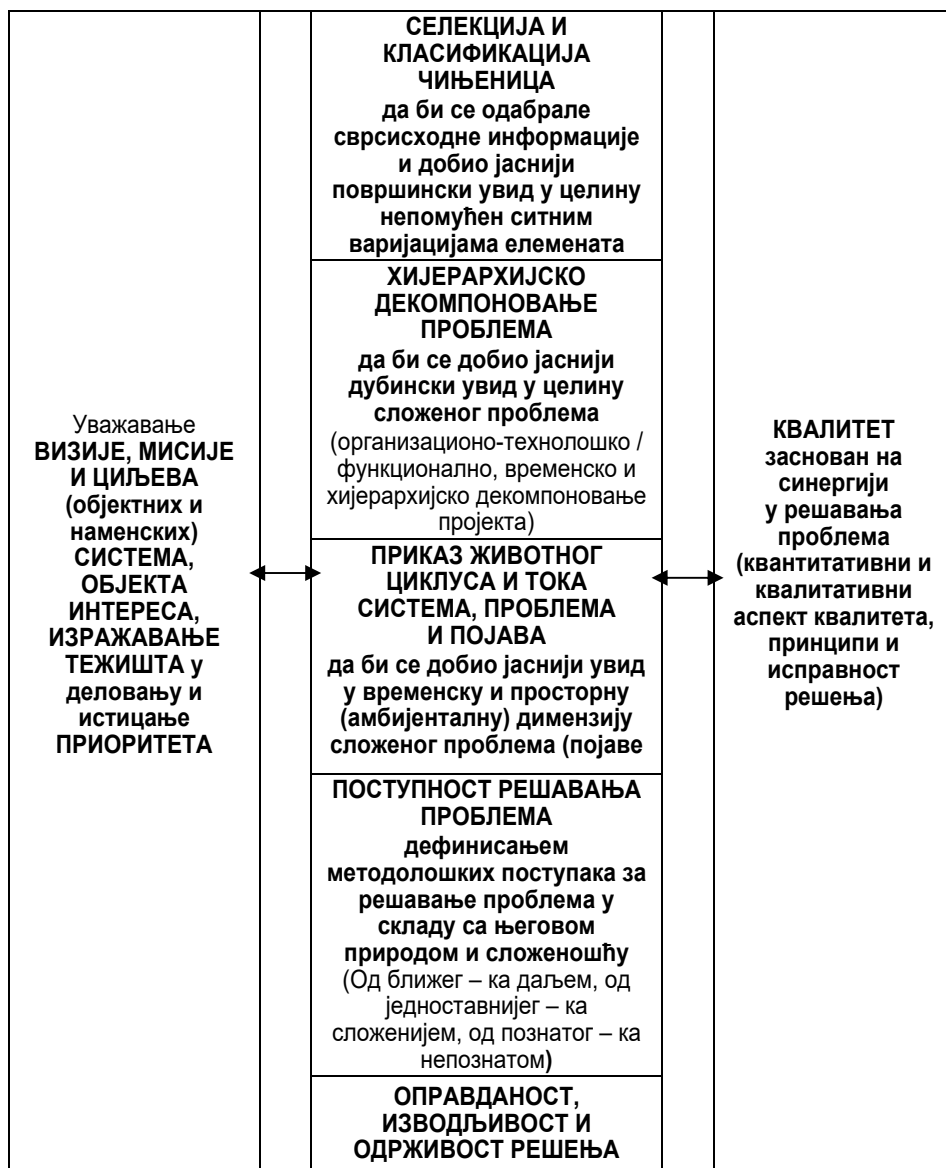 Уважавање
ВИЗИЈЕ, МИСИЈЕ
И ЦИЉЕВА
(објектних и
наменских)
СИСТЕМА,
ОБЈЕКТА
ИНТЕРЕСА,
ИЗРАЖАВАЊЕ
ТЕЖИШТА у
деловању и
истицање
ПРИОРИТЕТА
СЕЛЕКЦИЈА И
КЛАСИФИКАЦИЈА
ЧИЊЕНИЦА
да би се одабрале
сврсисходне информације
и добио јаснији
површински увид у целину
непомућен ситним
варијацијама елемената
ХИЈЕРАРХИЈСКО
ДЕКОМПОНОВАЊЕ
ПРОБЛЕМА
да би се добио јаснији
дубински увид у целину
сложеног проблема
(организационо-технолошко /
функционално, временско и
хијерархијско декомпоновање
пројекта)
ПРИКАЗ ЖИВОТНОГ
ЦИКЛУСА И ТОКА
СИСТЕМА, ПРОБЛЕМА
И ПОЈАВА
да би се добио јаснији увид
у временску и просторну
(амбијенталну) димензију
сложеног проблема (појаве
ПОСТУПНОСТ РЕШАВАЊА
ПРОБЛЕМА
дефинисањем
методолошких поступака за
решавање проблема у
складу са његовом
природом и сложеношћу
(Од ближег – ка даљем, од
једноставнијег – ка
сложенијем, од познатог – ка
непознатом)
ОПРАВДАНОСТ,
ИЗВОДЉИВОСТ И
ОДРЖИВОСТ РЕШЕЊА
КВАЛИТЕТ
заснован на
синергији
у решавања
проблема
(квантитативни и
квалитативни
аспект квалитета,
принципи и
исправност
решења)